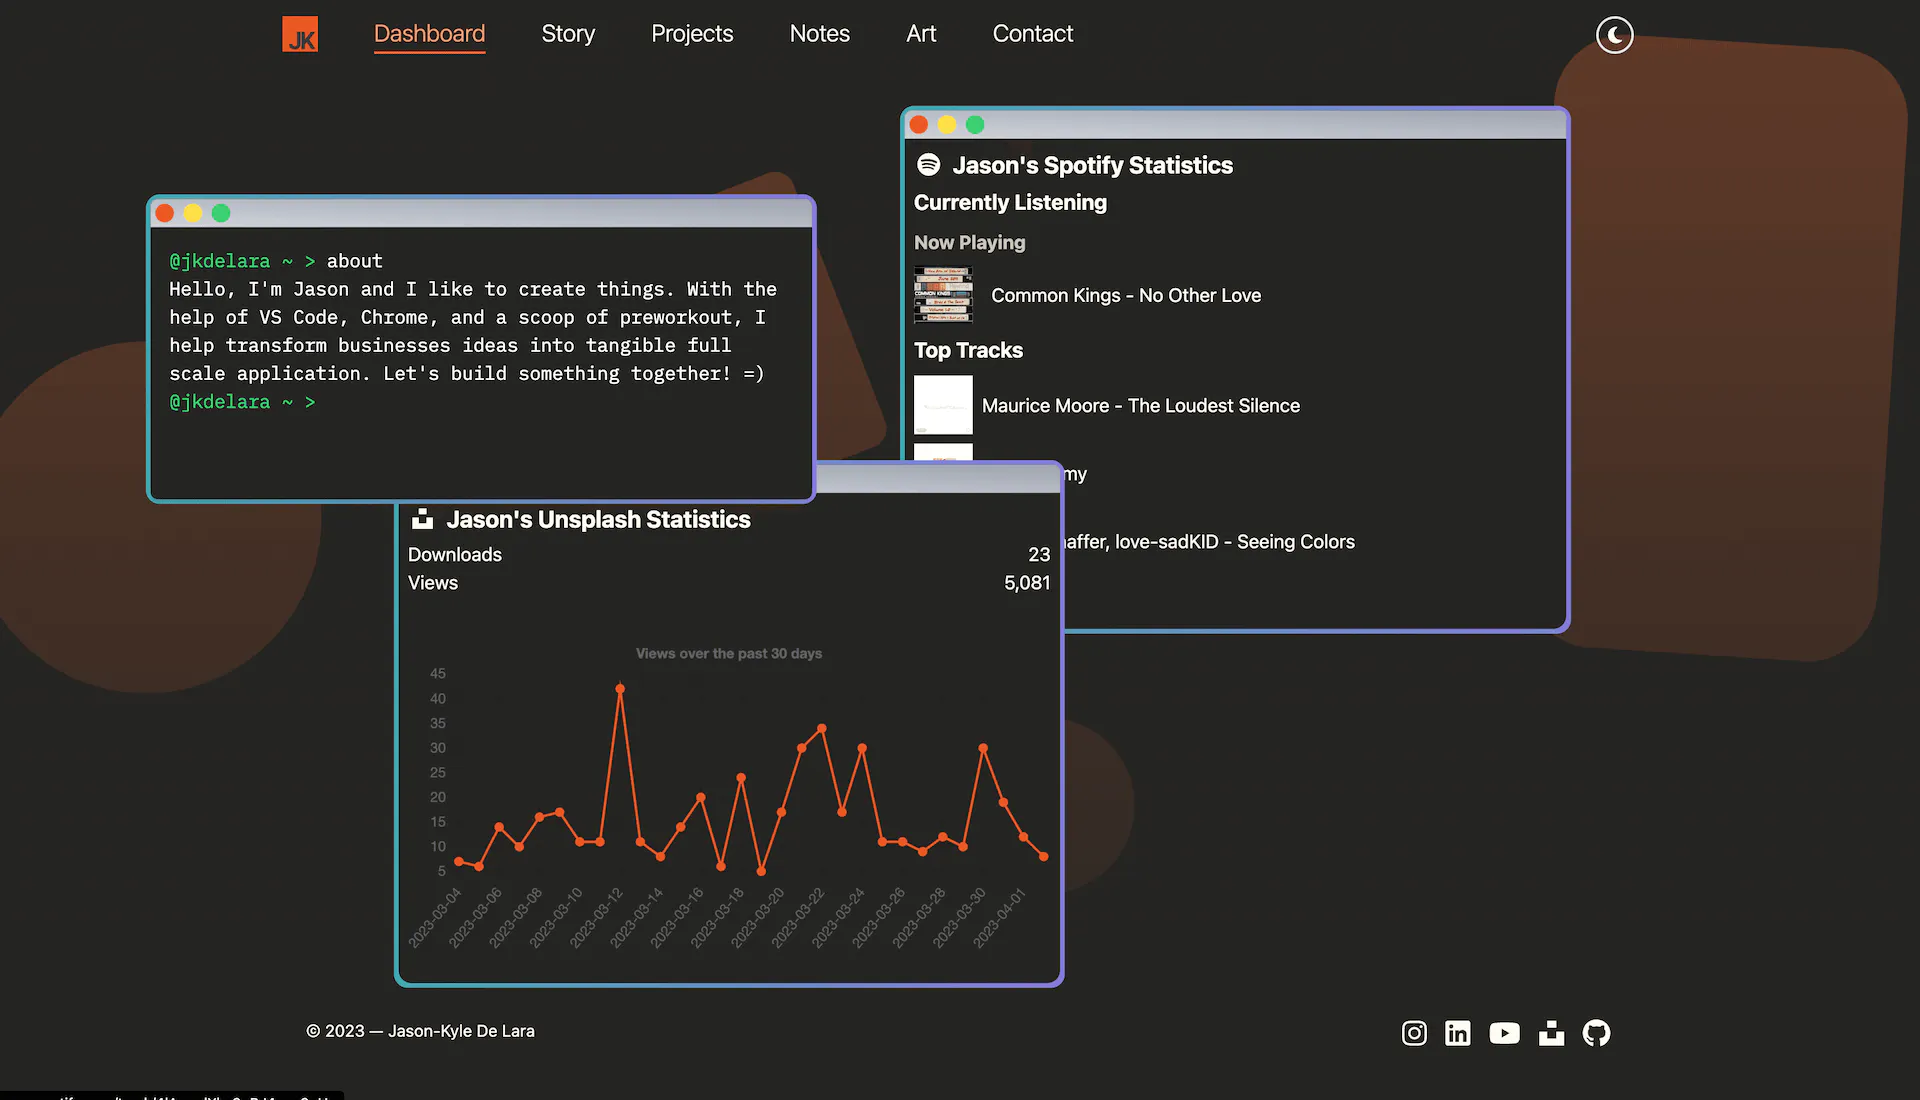 JK
Dashboard
Story
Projects
Notes
Art
Contact
@jkdelara ~ > about
Hello, I'm Jason and I like to create things. With the
help of VS Code, Chrome, and a scoop of preworkout, I
help transform businesses ideas into tangible full
scale application. Let's build something together! =)
@jkdelara ~ >
Jason's Spotify Statistics
Currently Listening
Now Playing
COMMON KINGS
Common Kings - No Other Love
Top Tracks
Maurice Moore - The Loudest Silence
my
affer, love-sadKID - Seeing Colors
Jason's Unsplash Statistics
Downloads 23
Views 5,081
Views over the past 30 days
45
40
35
30
25
20
15
10
5
2023-03-04
2023-03-06
2023-03-08
2023-03-10
2023-03-12
2023-03-14
2023-03-16
2023-03-18
2023-03-20
2023-03-22
2023-03-24
2023-03-26
2023-03-28
2023-03-30
2023-04-01
© 2023 — Jason-Kyle De Lara
in